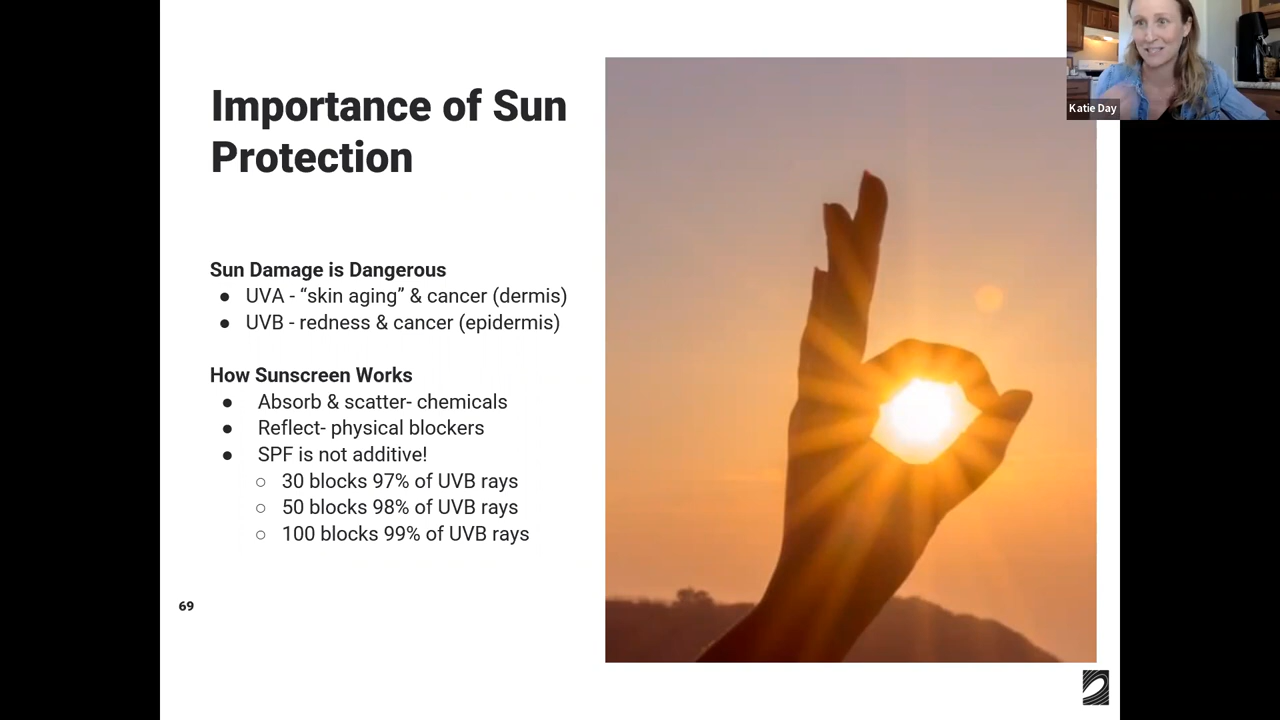 Katie Day
Importance of Sun
Protection
Sun Damage is Dangerous
● UVA - “skin aging” & cancer (dermis)
● UVB - redness & cancer (epidermis)
How Sunscreen Works
● Absorb & scatter- chemicals
● Reflect- physical blockers
● SPF is not additive!
○ 30 blocks 97% of UVB rays
○ 50 blocks 98% of UVB rays
○ 100 blocks 99% of UVB rays
69